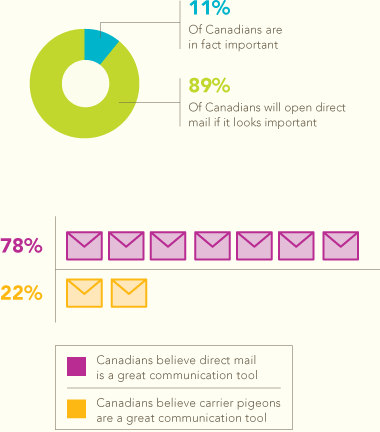 11%
Of Canadians are
in fact important
89%
Of Canadians will open direct
mail if it looks important
78%
22%
Canadians believe direct mail
is a great communication tool
Canadians believe carrier pigeons
are a great communication tool